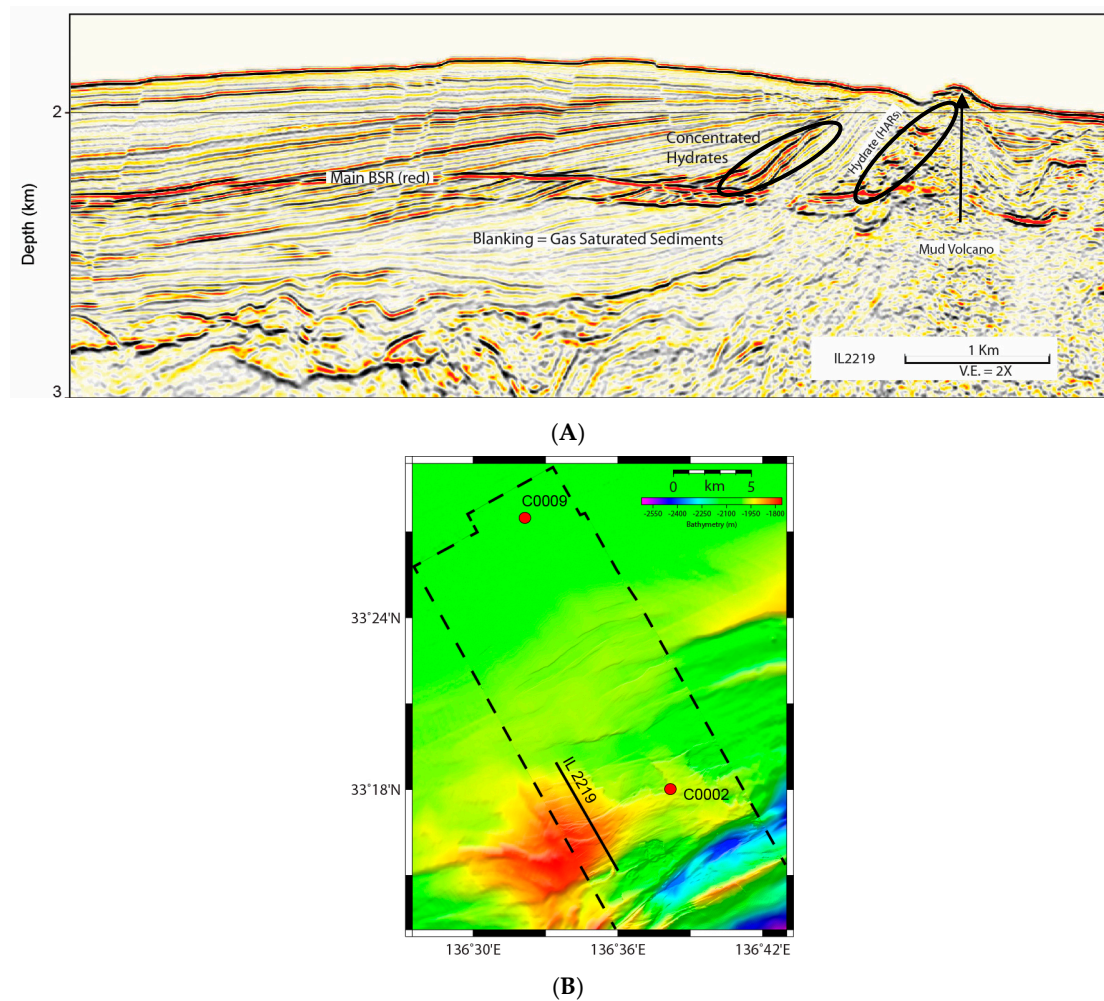 2
Concentrated
Hydrates
Hydrate (HARs)
Main BSR (red)
Depth (km)
Blanking = Gas Saturated Sediments
Mud Volcano
IL2219
1 Km
V.E. = 2X
3
(A)
C0009
0 km 5
-2550 -2400 -2250 -2100 -1950 -1800
Bathymetry (m)
33°24'N
IL 2219
33°18'N
C0002
136°30'E 136°36'E 136°42'E
(B)